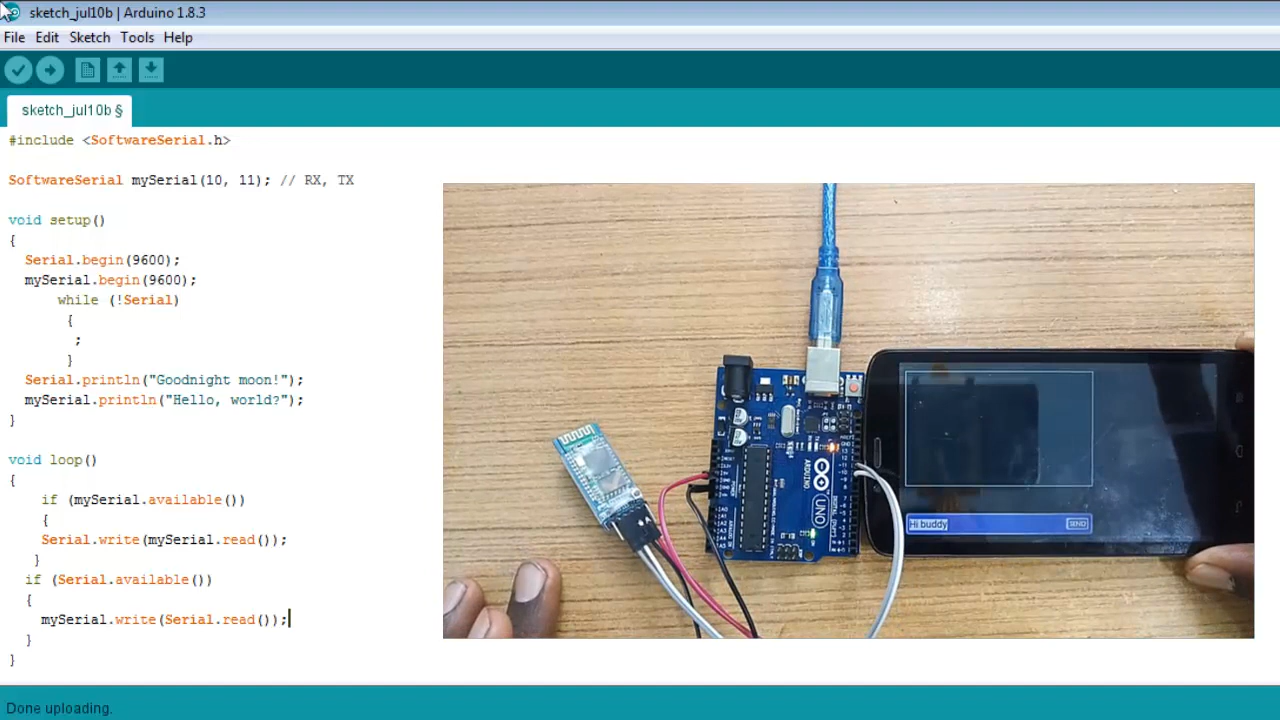 sketch_jul10b | Arduino 1.8.3
File Edit Sketch Tools Help
sketch_jul10b §
#include <SoftwareSerial.h>
SoftwareSerial mySerial(10, 11); // RX, TX
void setup()
{
Serial.begin(9600);
mySerial.begin(9600);
while (!Serial)
{
;
}
Serial.println("Goodnight moon!");
mySerial.println("Hello, world?");
}
void loop()
{
if (mySerial.available())
{
Serial.write(mySerial.read());
}
if (Serial.available())
{
mySerial.write(Serial.read());
}
}
Done uploading.
ARDUINO
UNO
Hi buddy
SEND